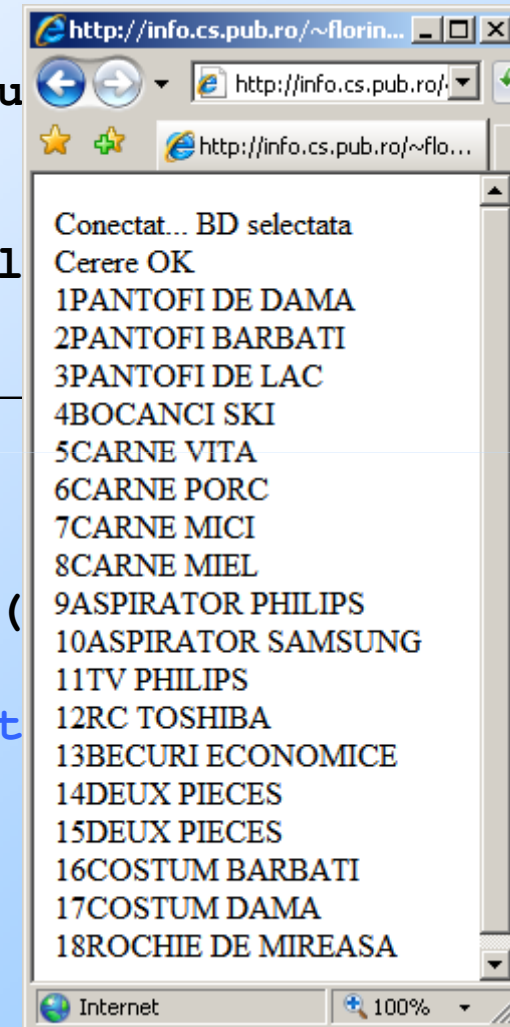 http://info.cs.pub.ro/~florin...
u
http://info.cs.pub.ro/
http://info.cs.pub.ro/~flo...
Conectat... BD selectata
l
Cerere OK
1PANTOFI DE DAMA
2PANTOFI BARBATI
3PANTOFI DE LAC
4BOCANCI SKI
5CARNE VITA
6CARNE PORC
7CARNE MICI
8CARNE MIEL
(
9ASPIRATOR PHILIPS
10ASPIRATOR SAMSUNG
11TV PHILIPS
t
12RC TOSHIBA
13BECURI ECONOMICE
14DEUX PIECES
15DEUX PIECES
16COSTUM BARBATI
17COSTUM DAMA
18ROCHIE DE MIREASA
Internet 100%